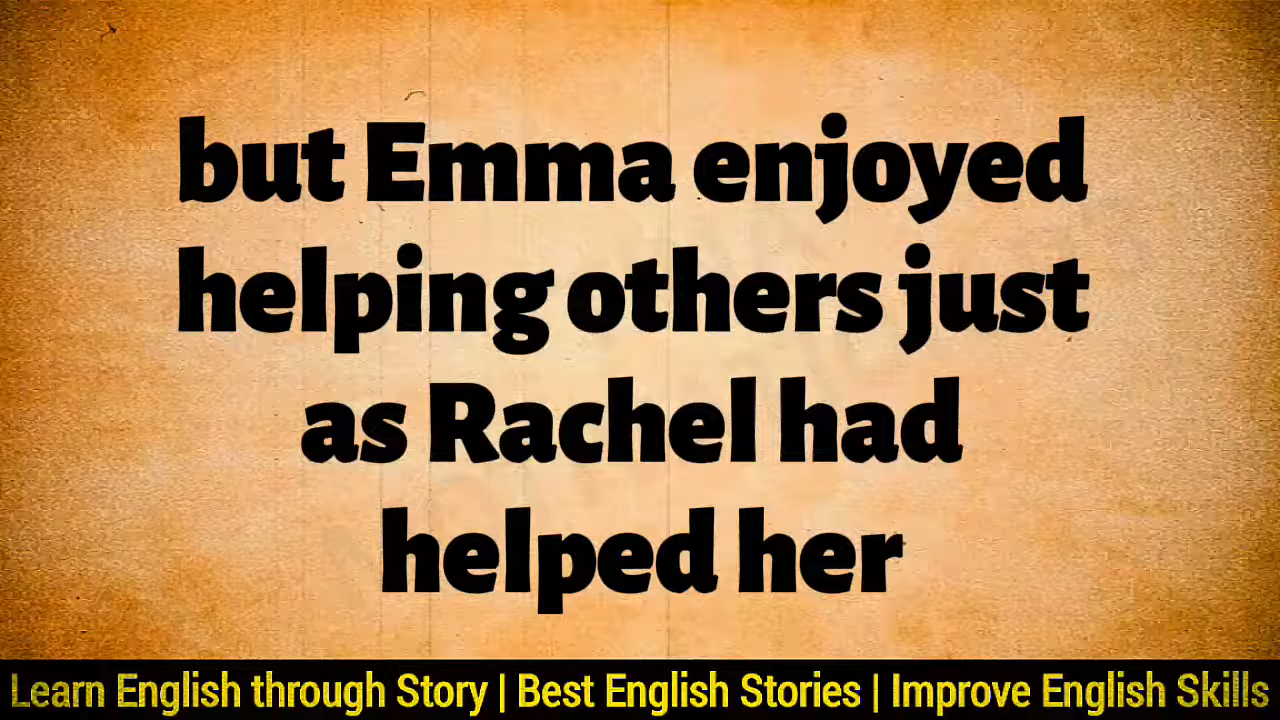 but Emma enjoyed
helping others just
as Rachel had
helped her
Learn English through Story | Best English Stories | Improve English Skills